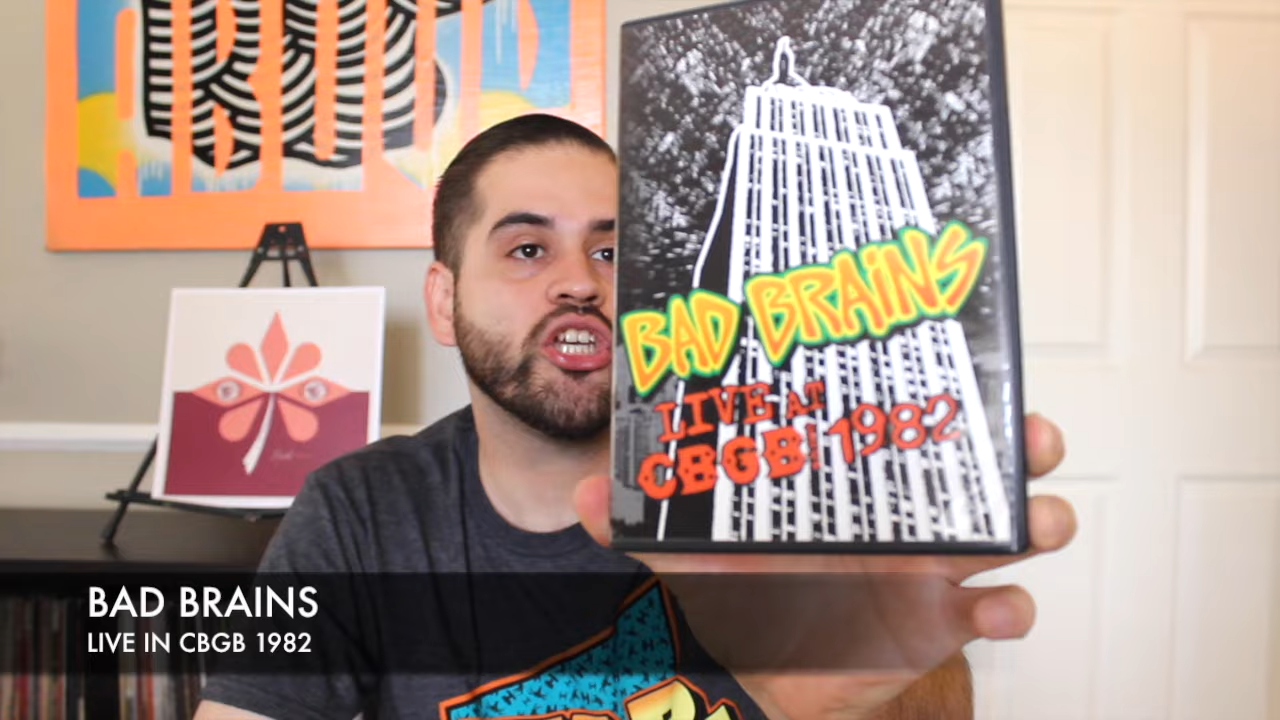 BAD BRAiNS
LIVE AT
CBGB 1982
BAD BRAINS
LIVE IN CBGB 1982